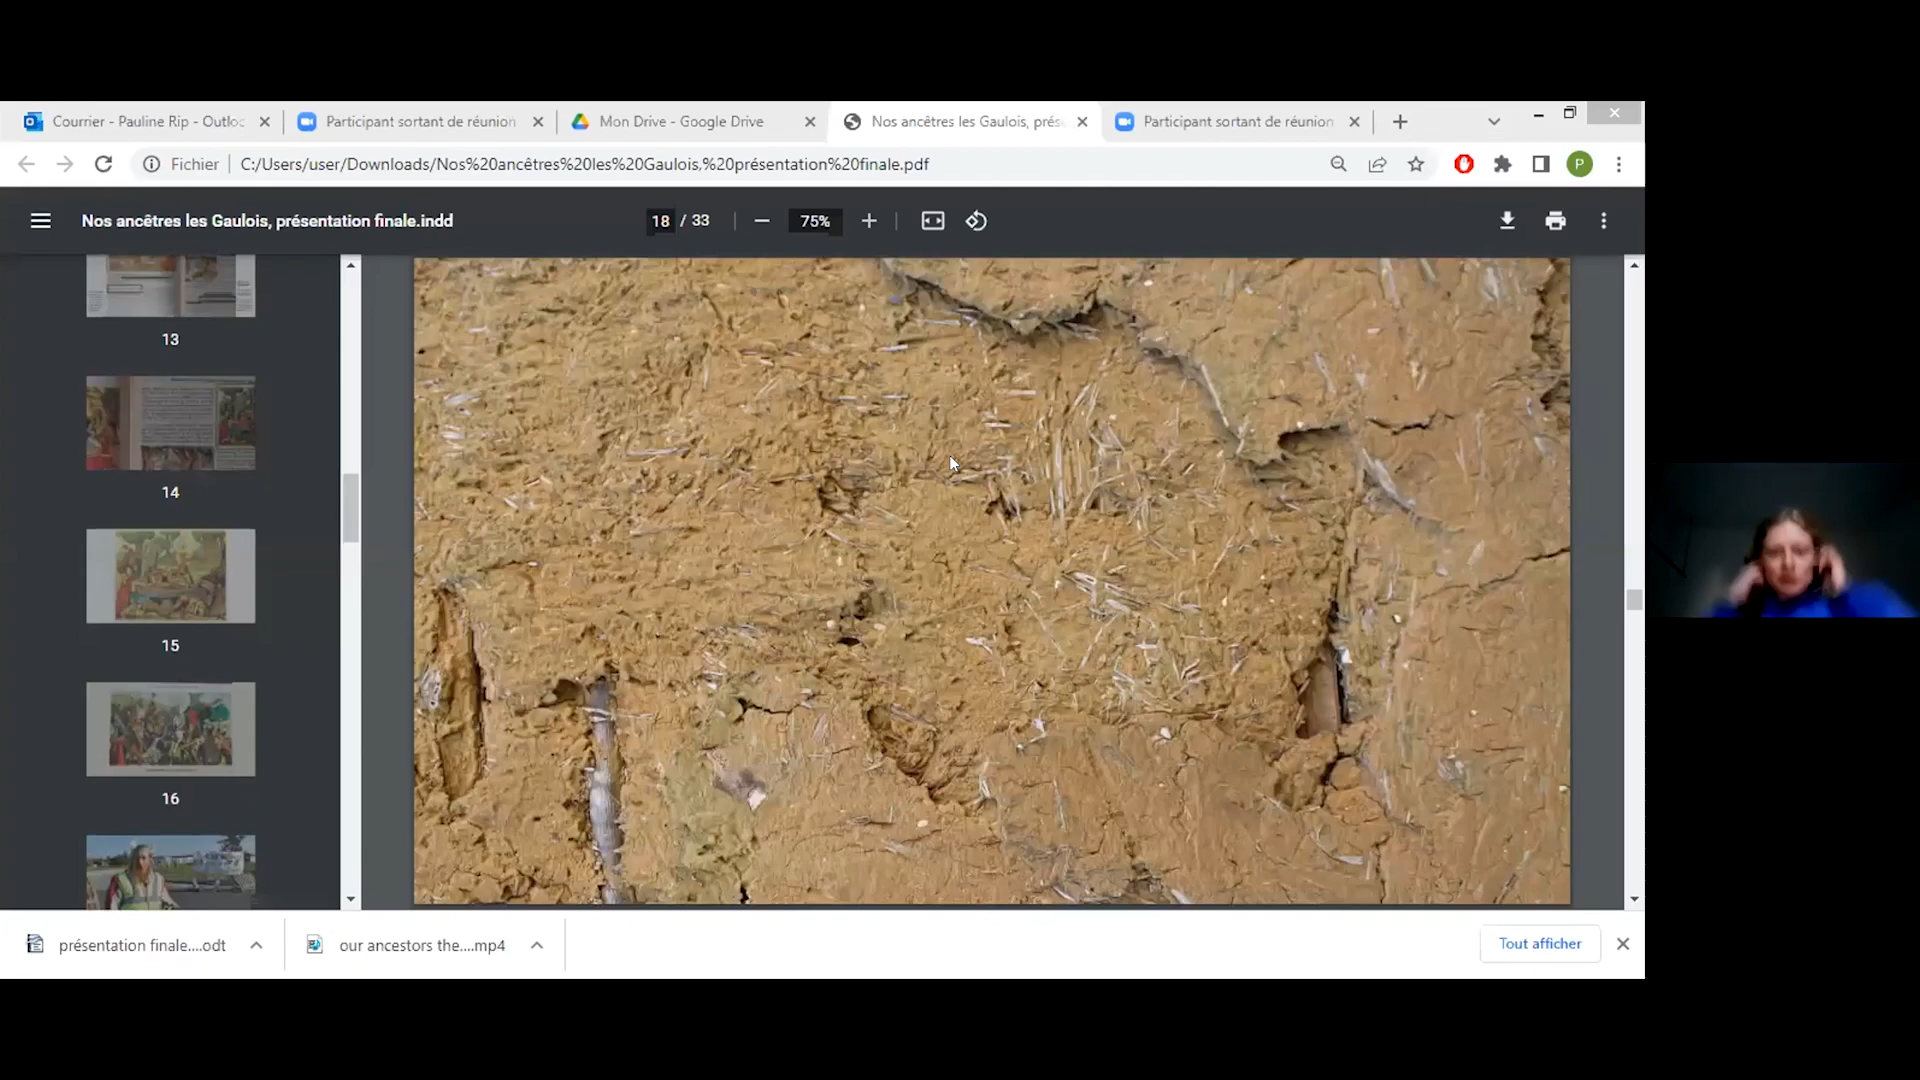 Courrier - Pauline Rip - Outloo
Participant sortant de réunion
Mon Drive - Google Drive
Nos ancêtres les Gaulois, prés
Participant sortant de réunion
Fichier
C:/Users/user/Downloads/Nos%20ancêtres%20les%20Gaulois,%20présentation%20finale.pdf
P
Nos ancêtres les Gaulois, présentation finale.indd
18 / 33
75%
13
14
15
16
présentation finale....odt
our ancestors the....mp4
Tout afficher